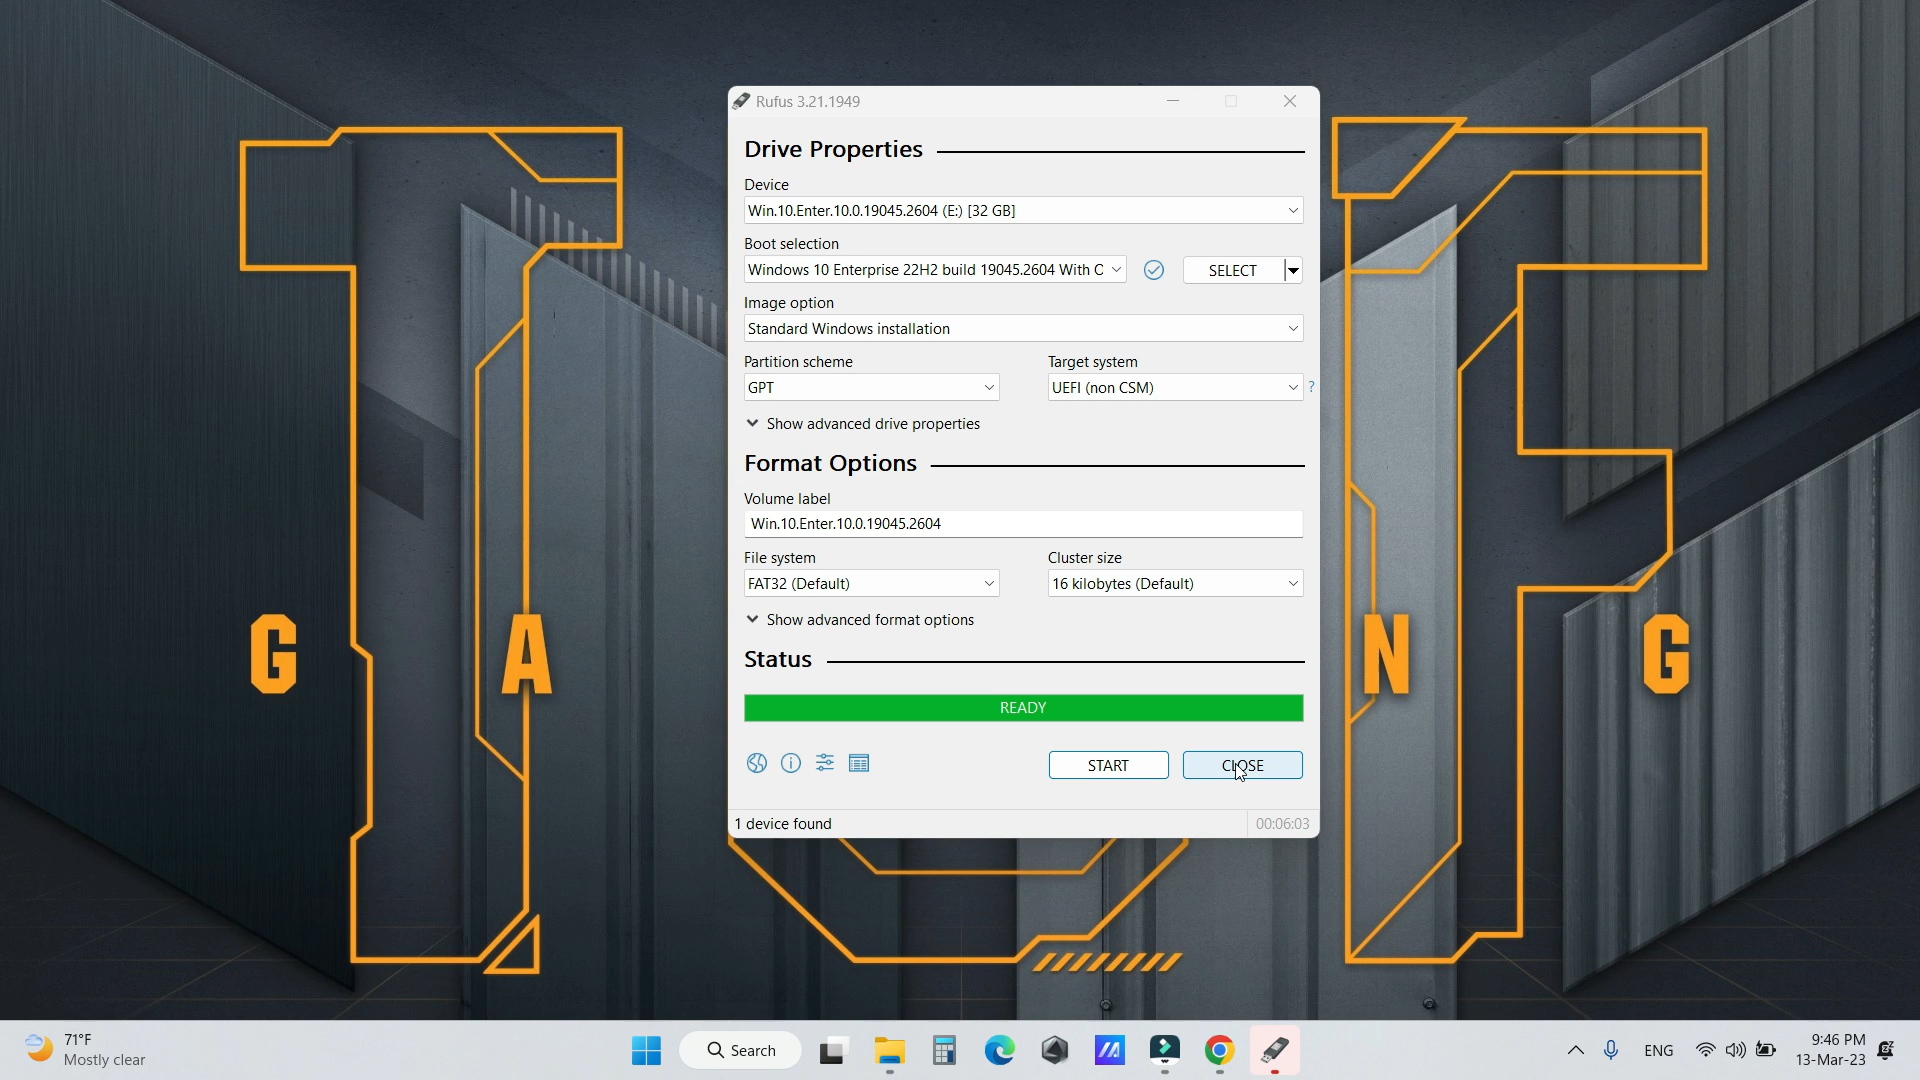 Rufus 3.21.1949
Drive Properties
Device
Win.10.Enter.10.0.19045.2604 (E:) [32 GB]
Boot selection
Windows 10 Enterprise 22H2 build 19045.2604 With O
SELECT
Image option
Standard Windows installation
Partition scheme
Target system
GPT
UEFI (non CSM)
?
Show advanced drive properties
Format Options
Volume label
Win.10.Enter.10.0.19045.2604
File system
Cluster size
FAT32 (Default)
16 kilobytes (Default)
Show advanced format options
G A N G
Status
READY
START
CLOSE
1 device found
00:06:03
71°F
Mostly clear
Search
ENG
9:46 PM
13-Mar-23